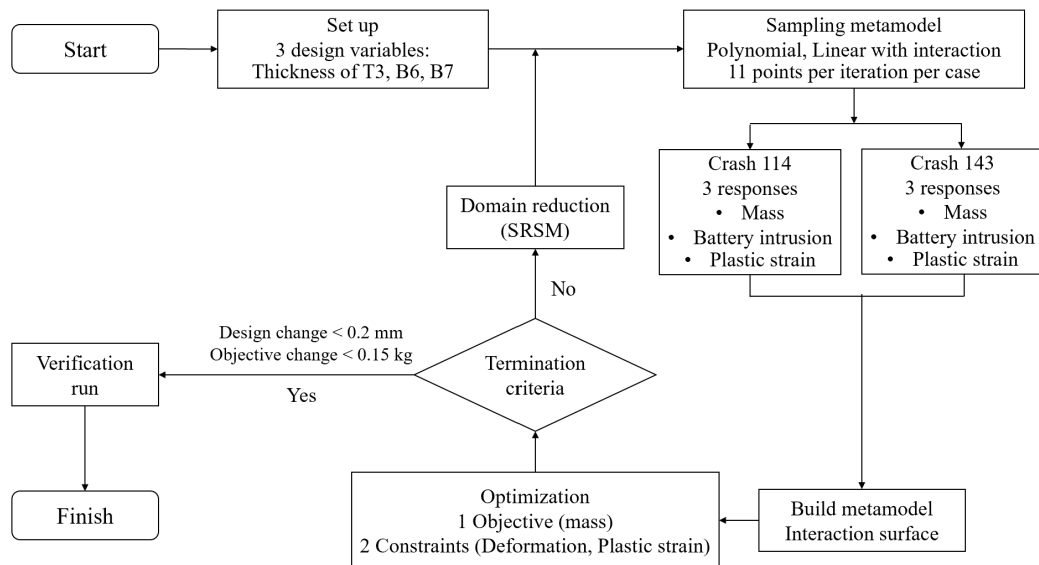 Start
Set up
3 design variables:
Thickness of T3, B6, B7
Sampling metamodel
Polynomial, Linear with interaction
11 points per iteration per case
Crash 114
3 responses
• Mass
• Battery intrusion
• Plastic strain
Crash 143
3 responses
• Mass
• Battery intrusion
• Plastic strain
Domain reduction
(SRSM)
No
Design change < 0.2 mm
Objective change < 0.15 kg
Yes
Termination
criteria
Verification
run
Finish
Optimization
1 Objective (mass)
2 Constraints (Deformation, Plastic strain)
Build metamodel
Interaction surface